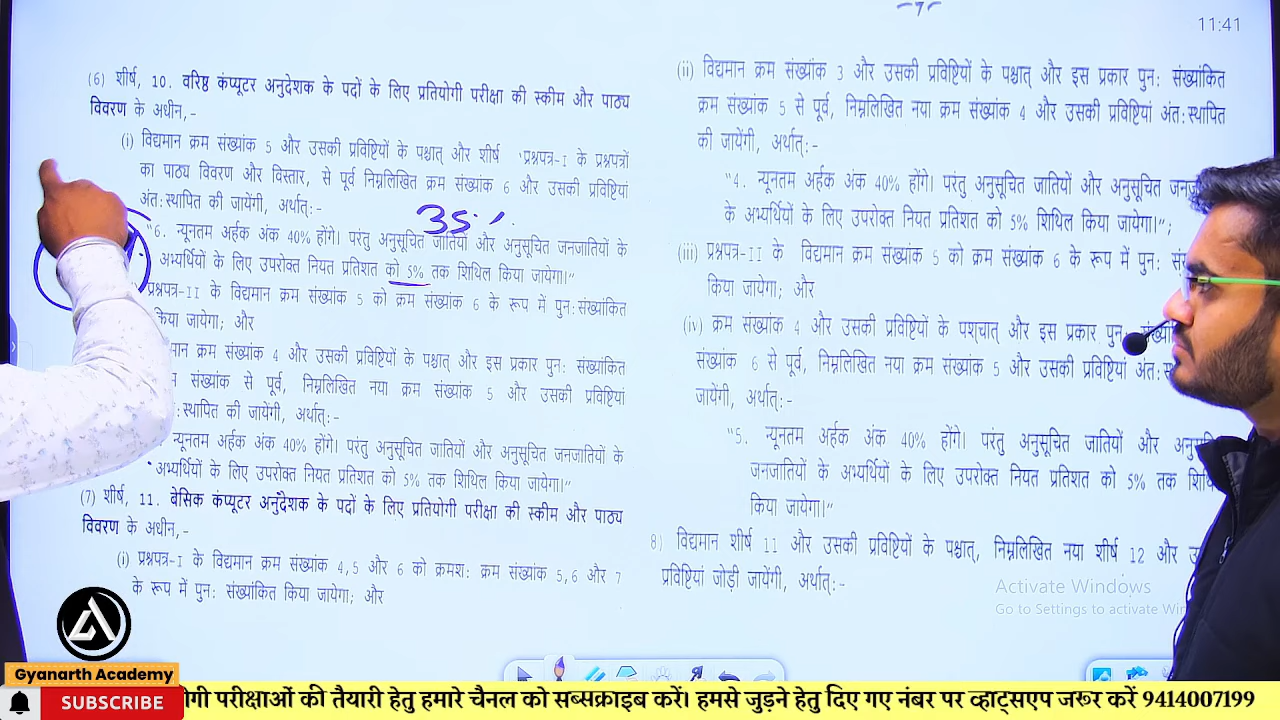 11:41
(6) शीर्ष, 10. वरिष्ठ कंप्यूटर अनुदेशक के पदों के लिए प्रतियोगी परीक्षा की स्कीम और पाठ्य
विवरण के अधीन,-
(i) विद्यमान क्रम संख्यांक 5 और उसकी प्रविष्टियों के पश्चात् और शीर्ष 'प्रश्नपत्र-I के प्रश्नपत्रों
का पाठ्य विवरण और विस्तार, से पूर्व निम्नलिखित क्रम संख्यांक 6 और उसकी प्रविष्टियां
अंत:स्थापित की जायेंगी, अर्थात्:-
35%
"6. न्यूनतम अर्हक अंक 40% होंगे। परंतु अनुसूचित जातियों और अनुसूचित जनजातियों के
अभ्यर्थियों के लिए उपरोक्त नियत प्रतिशत को 5% तक शिथिल किया जायेगा।"
प्रश्नपत्र-II के विद्यमान क्रम संख्यांक 5 को क्रम संख्यांक 6 के रूप में पुन:संख्यांकित
किया जायेगा; और
मान क्रम संख्यांक 4 और उसकी प्रविष्टियों के पश्चात् और इस प्रकार पुन: संख्यांकित
संख्यांक से पूर्व, निम्नलिखित नया क्रम संख्यांक 5 और उसकी प्रविष्टियां
:स्थापित की जायेंगी, अर्थात्:-
न्यूनतम अर्हक अंक 40% होंगे। परंतु अनुसूचित जातियों और अनुसूचित जनजातियों के
अभ्यर्थियों के लिए उपरोक्त नियत प्रतिशत को 5% तक शिथिल किया जायेगा।"
(7) शीर्ष, 11. बेसिक कंप्यूटर अनुदेशक के पदों के लिए प्रतियोगी परीक्षा की स्कीम और पाठ्य
विवरण के अधीन,-
(i) प्रश्नपत्र-I के विद्यमान क्रम संख्यांक 4,5 और 6 को क्रमश: क्रम संख्यांक 5,6 और 7
के रूप में पुन: संख्यांकित किया जायेगा; और
(ii) विद्यमान क्रम संख्यांक 3 और उसकी प्रविष्टियों के पश्चात् और इस प्रकार पुन: संख्यांकित
क्रम संख्यांक 5 से पूर्व, निम्नलिखित नया क्रम संख्यांक 4 और उसकी प्रविष्टियां अंत:स्थापित
की जायेंगी, अर्थात्:-
"4. न्यूनतम अर्हक अंक 40% होंगे। परंतु अनुसूचित जातियों और अनुसूचित
के अभ्यर्थियों के लिए उपरोक्त नियत प्रतिशत को 5% शिथिल किया जायेगा।";
(iii) प्रश्नपत्र-II के विद्यमान क्रम संख्यांक 5 को क्रम संख्यांक 6 के रूप में पुन:
किया जायेगा; और
(iv) क्रम संख्यांक 4 और उसकी प्रविष्टियों के पश्चात् और इस प्रकार पुन:
संख्यांक 6 से पूर्व, निम्नलिखित नया क्रम संख्यांक 5 और उसकी प्रविष्टियां
जायेंगी, अर्थात्:-
"5. न्यूनतम अर्हक अंक 40% होंगे। परंतु अनुसूचित जातियों और
जनजातियों के अभ्यर्थियों के लिए उपरोक्त नियत प्रतिशत को 5% तक
किया जायेगा।"
8) विद्यमान शीर्ष 11 और उसकी प्रविष्टियों के पश्चात्, निम्नलिखित नया शीर्ष 12 और
प्रविष्टियां जोड़ी जायेंगी, अर्थात्:-
Activate Windows
Go to Settings to activate
Gyanarth Academy
SUBSCRIBE
गी परीक्षाओं की तैयारी हेतु हमारे चैनल को सब्सक्राइब करें। हमसे जुड़ने हेतु दिए गए नंबर पर व्हाट्सएप जरूर करें 9414007199